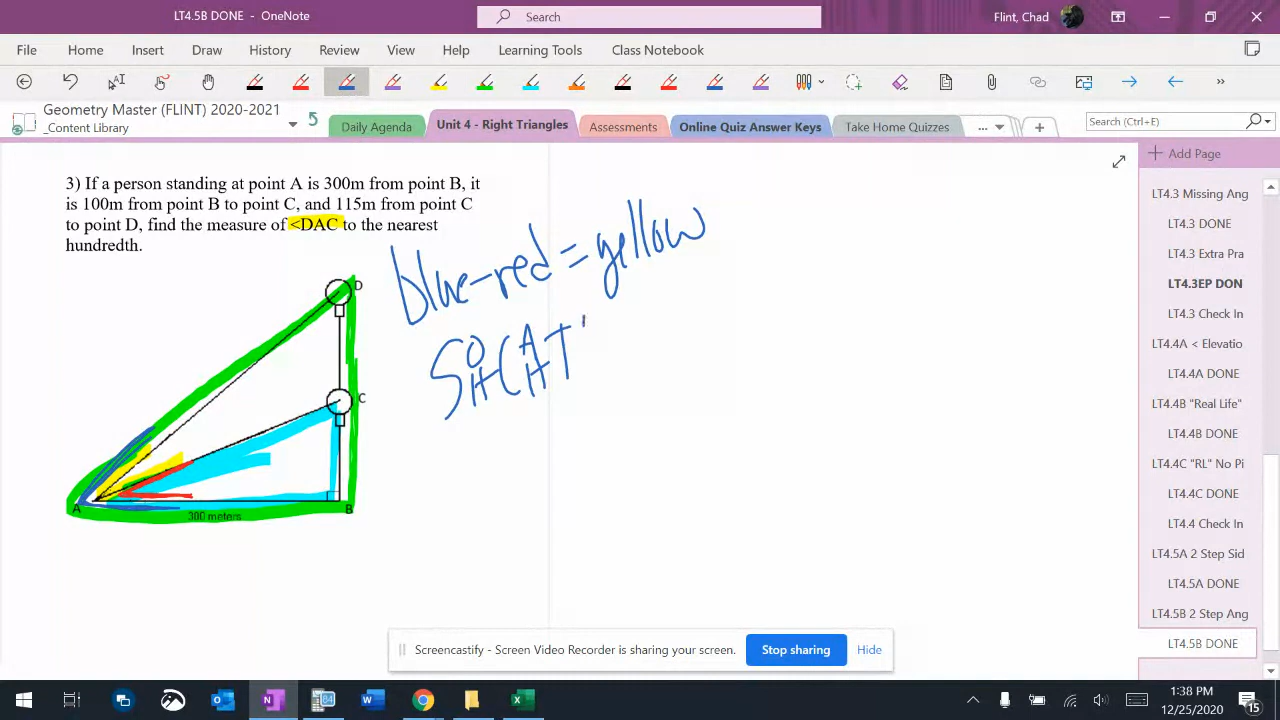 LT4.5B DONE - OneNote
Search
Flint, Chad
File Home Insert Draw History Review View Help Learning Tools Class Notebook
Geometry Master (FLINT) 2020-2021
_Content Library
Daily Agenda
Unit 4 - Right Triangles
Assessments
Online Quiz Answer Keys
Take Home Quizzes
...
Search (Ctrl+E)
Add Page
LT4.3 Missing Ang
LT4.3 DONE
LT4.3 Extra Pra
LT4.3EP DON
LT4.3 Check In
LT4.4A < Elevatio
LT4.4A DONE
LT4.4B "Real Life"
LT4.4B DONE
LT4.4C "RL" No Pi
LT4.4C DONE
LT4.4 Check In
LT4.5A 2 Step Sid
LT4.5A DONE
LT4.5B 2 Step Ang
LT4.5B DONE
3) If a person standing at point A is 300m from point B, it
is 100m from point B to point C, and 115m from point C
to point D, find the measure of <DAC to the nearest
hundredth.
blue-red=yellow
SOHCAHT
D
C
A
B
300 meters
Screencastify - Screen Video Recorder is sharing your screen.
Stop sharing
Hide
1:38 PM
12/25/2020
15